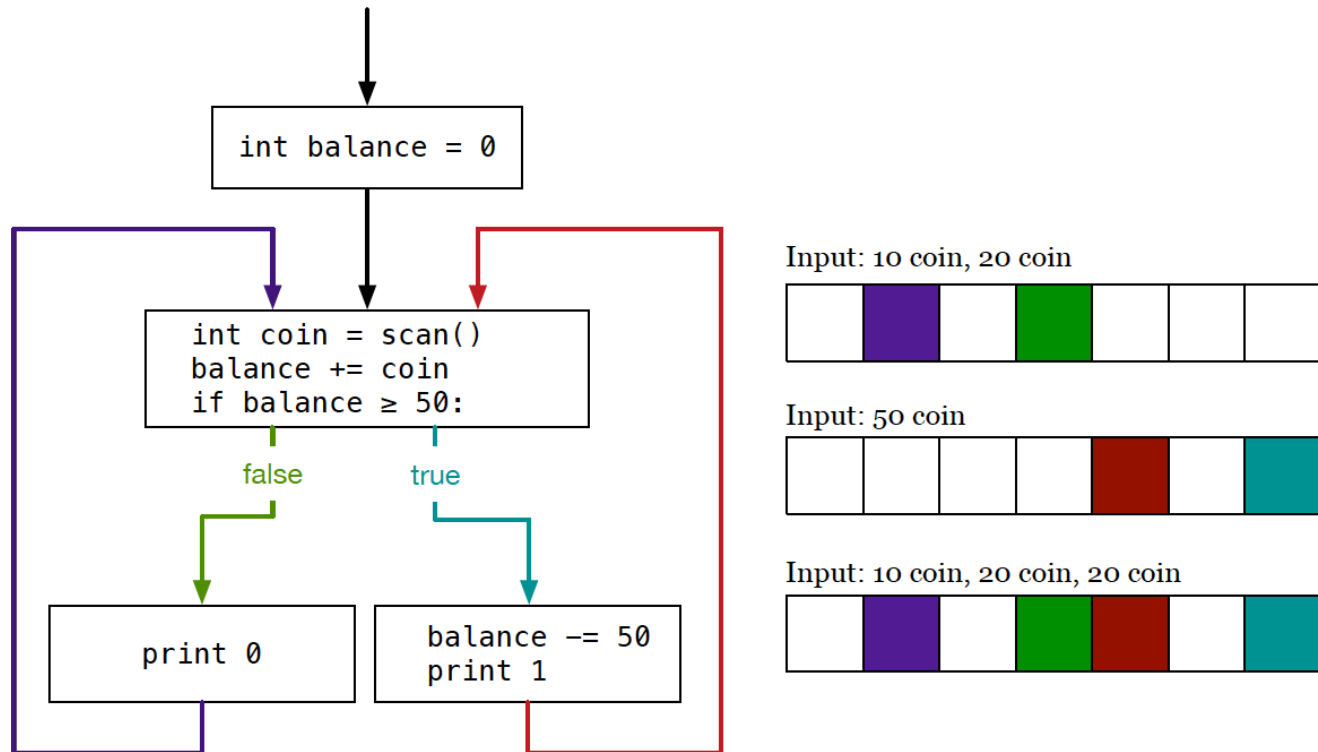 int balance = 0
int coin = scan()
balance += coin
if balance ≥ 50:
false
true
print 0
balance −= 50
print 1
Input: 10 coin, 20 coin
Input: 50 coin
Input: 10 coin, 20 coin, 20 coin